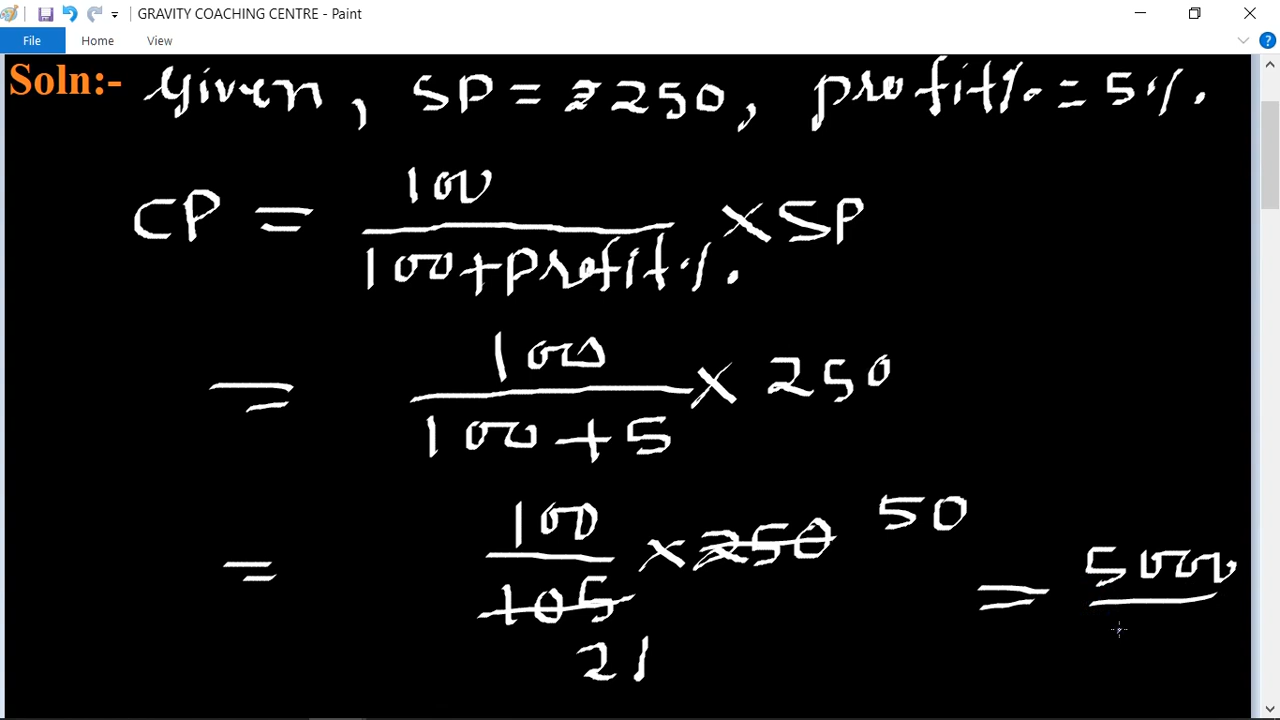 GRAVITY COACHING CENTRE - Paint
File Home View
Soln:- Given, SP = ₹250, profit% = 5%.
100
CP = ——— × SP
100+profit%.
100
= ——— × 250
100+5
100 50
= ——— × 250 = 5000
105
21